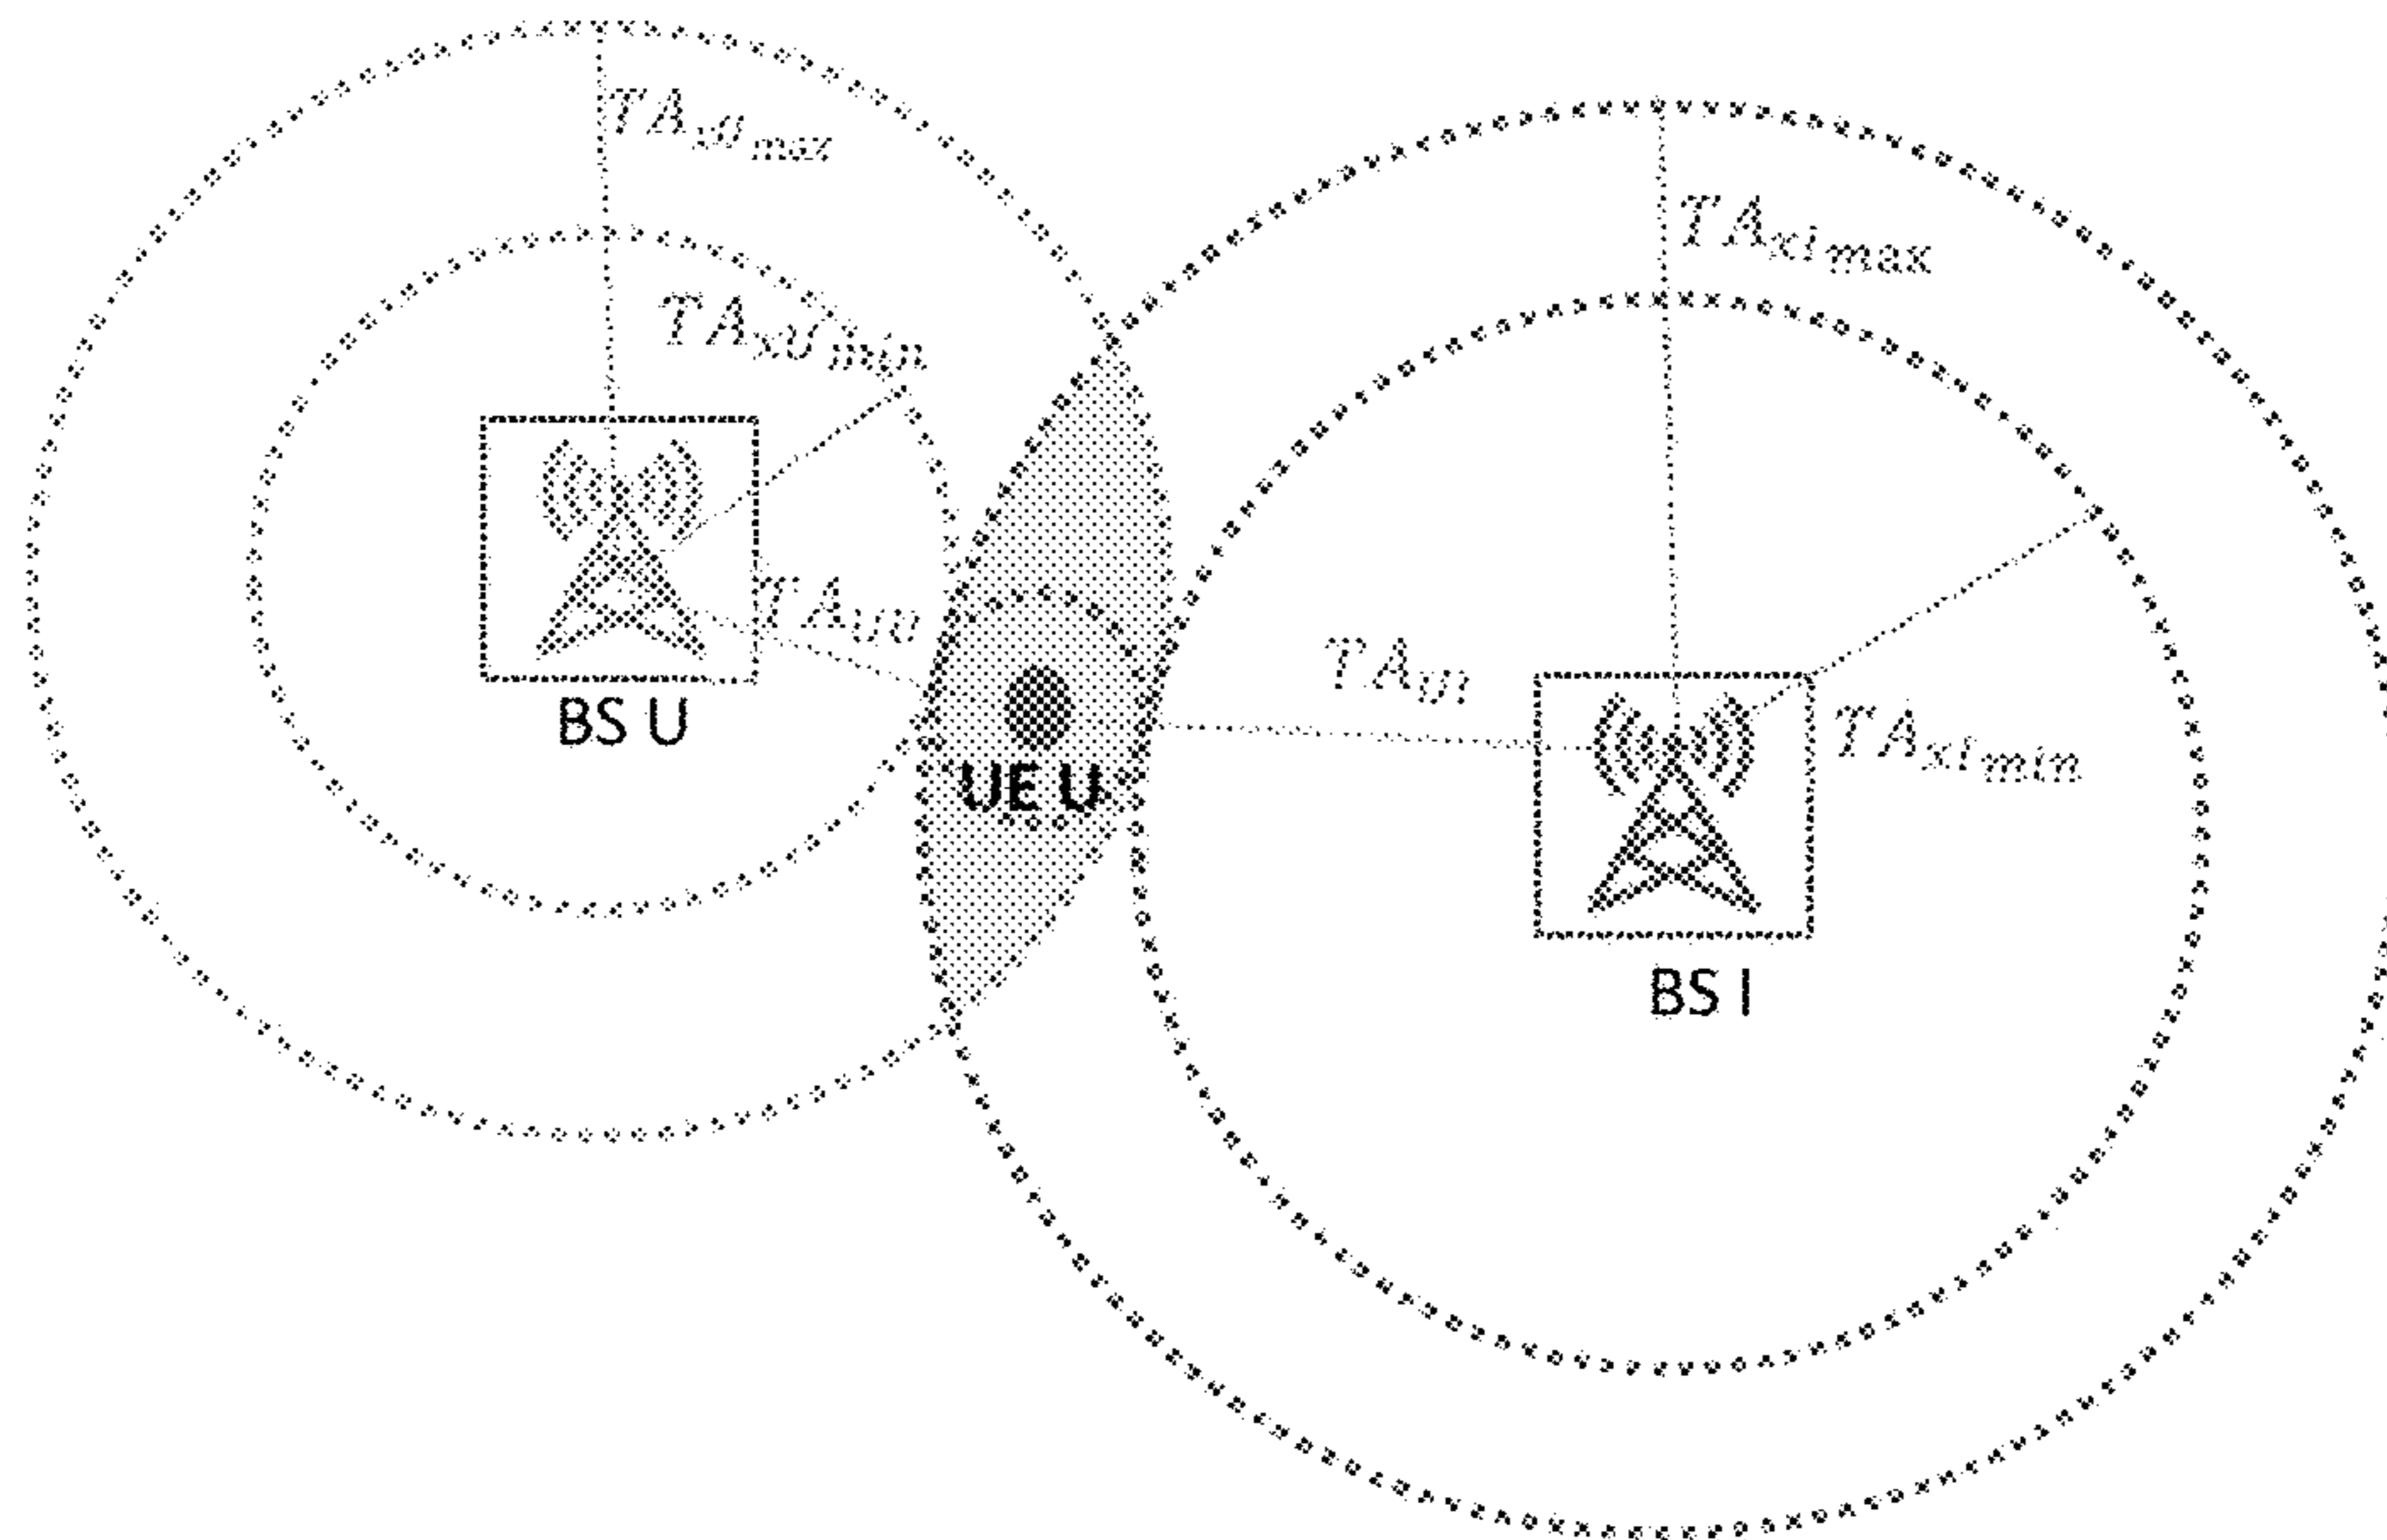 TA_xU max
TA_xU min
TA_xI max
TA_UU
TA_UI
TA_xI min
BS U
UE U
BS I